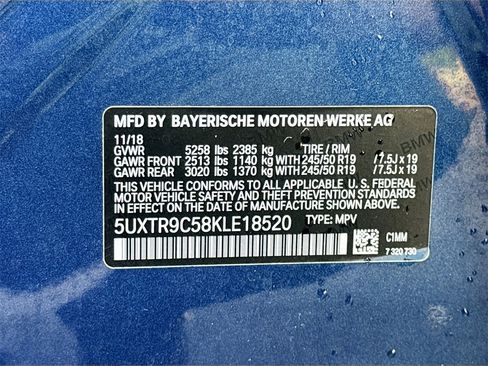 MFD BY BAYERISCHE MOTOREN-WERKE AG
11/18
GVWR 5258 lbs 2385 kg TIRE / RIM
GAWR FRONT 2513 lbs 1140 kg WITH 245/50 R19 /7.5J x 19
GAWR REAR 3020 lbs 1370 kg WITH 245/50 R19 /7.5J x 19
THIS VEHICLE CONFORMS TO ALL APPLICABLE U. S. FEDERAL
MOTOR VEHICLE SAFETY AND THEFT PREVENTION STANDARDS
IN EFFECT ON THE DATE OF MANUFACTURE SHOWN ABOVE.
5UXTR9C58KLE18520 TYPE: MPV
C1MM
7 320 730